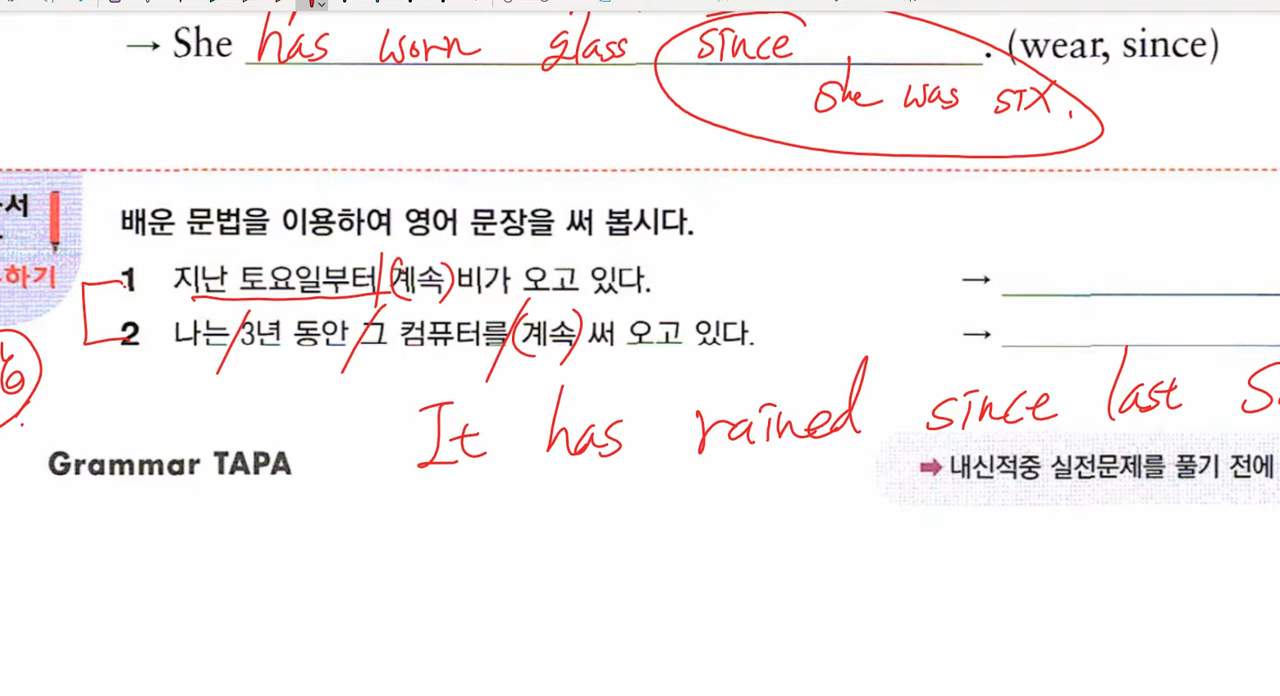 → She has worn glass since . (wear, since)
she was six.
서
배운 문법을 이용하여 영어 문장을 써 봅시다.
하기
1 지난 토요일부터 (계속) 비가 오고 있다. →
2 나는/3년 동안/그 컴퓨터를/(계속) 써 오고 있다. →
6
It has rained since last S
Grammar TAPA
➡ 내신적중 실전문제를 풀기 전에